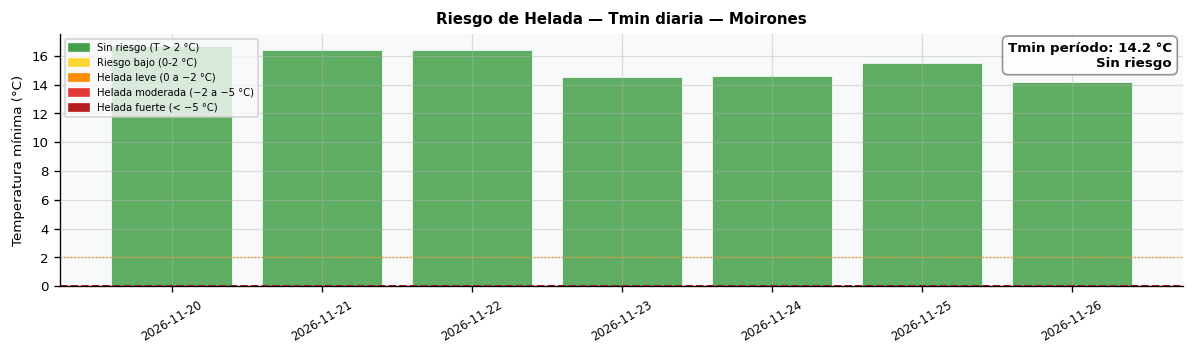 Riesgo de Helada — Tmin diaria — Moirones
Sin riesgo (T > 2 °C)
Riesgo bajo (0-2 °C)
Helada leve (0 a −2 °C)
Helada moderada (−2 a −5 °C)
Helada fuerte (< −5 °C)
Tmin período: 14.2 °C
Sin riesgo
Temperatura mínima (°C)
16
14
12
10
8
6
4
2
0
2026-11-20
2026-11-21
2026-11-22
2026-11-23
2026-11-24
2026-11-25
2026-11-26